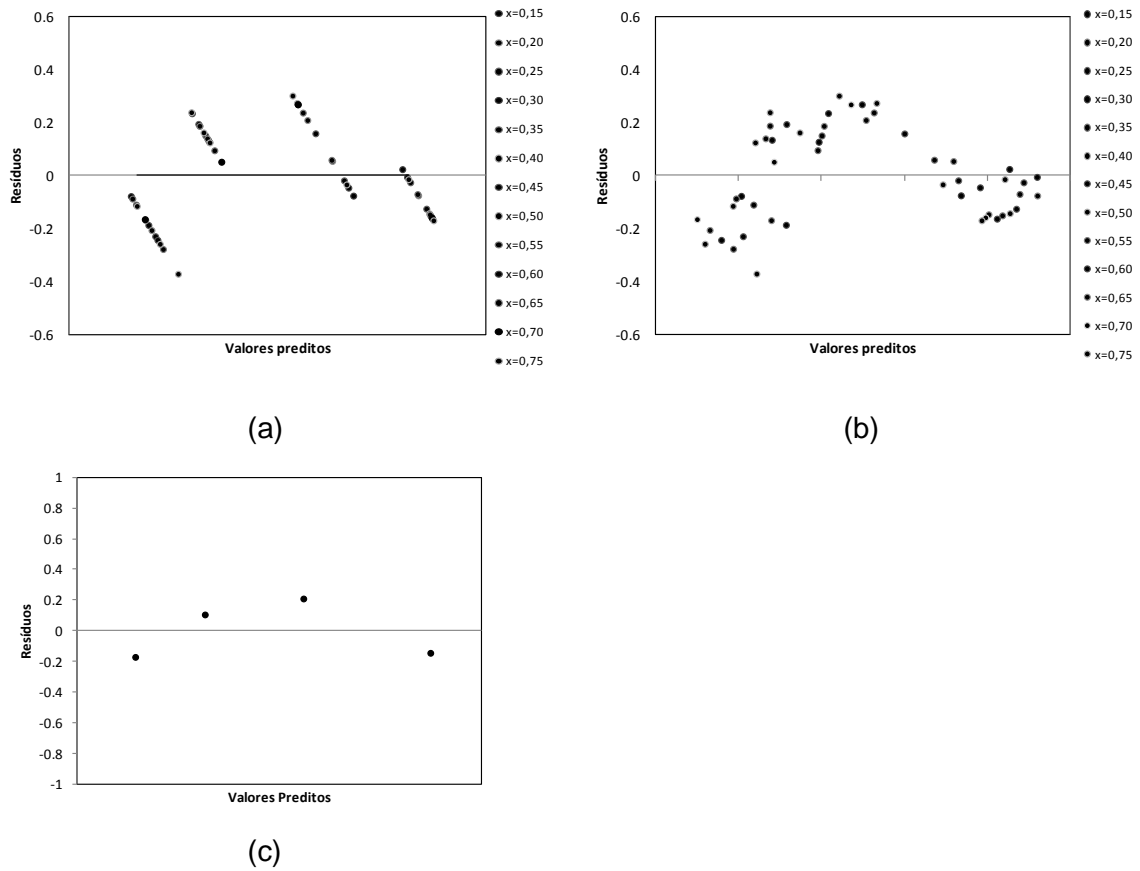 0.6
0.4
0.2
0
-0.2
-0.4
-0.6
Resíduos
Valores preditos
x=0,15
x=0,20
x=0,25
x=0,30
x=0,35
x=0,40
x=0,45
x=0,50
x=0,55
x=0,60
x=0,65
x=0,70
x=0,75
(a)
0.6
0.4
0.2
0
-0.2
-0.4
-0.6
Resíduos
Valores preditos
x=0,15
x=0,20
x=0,25
x=0,30
x=0,35
x=0,40
x=0,45
x=0,50
x=0,55
x=0,60
x=0,65
x=0,70
x=0,75
(b)
1
0.8
0.6
0.4
0.2
0
-0.2
-0.4
-0.6
-0.8
-1
Resíduos
Valores Preditos
(c)